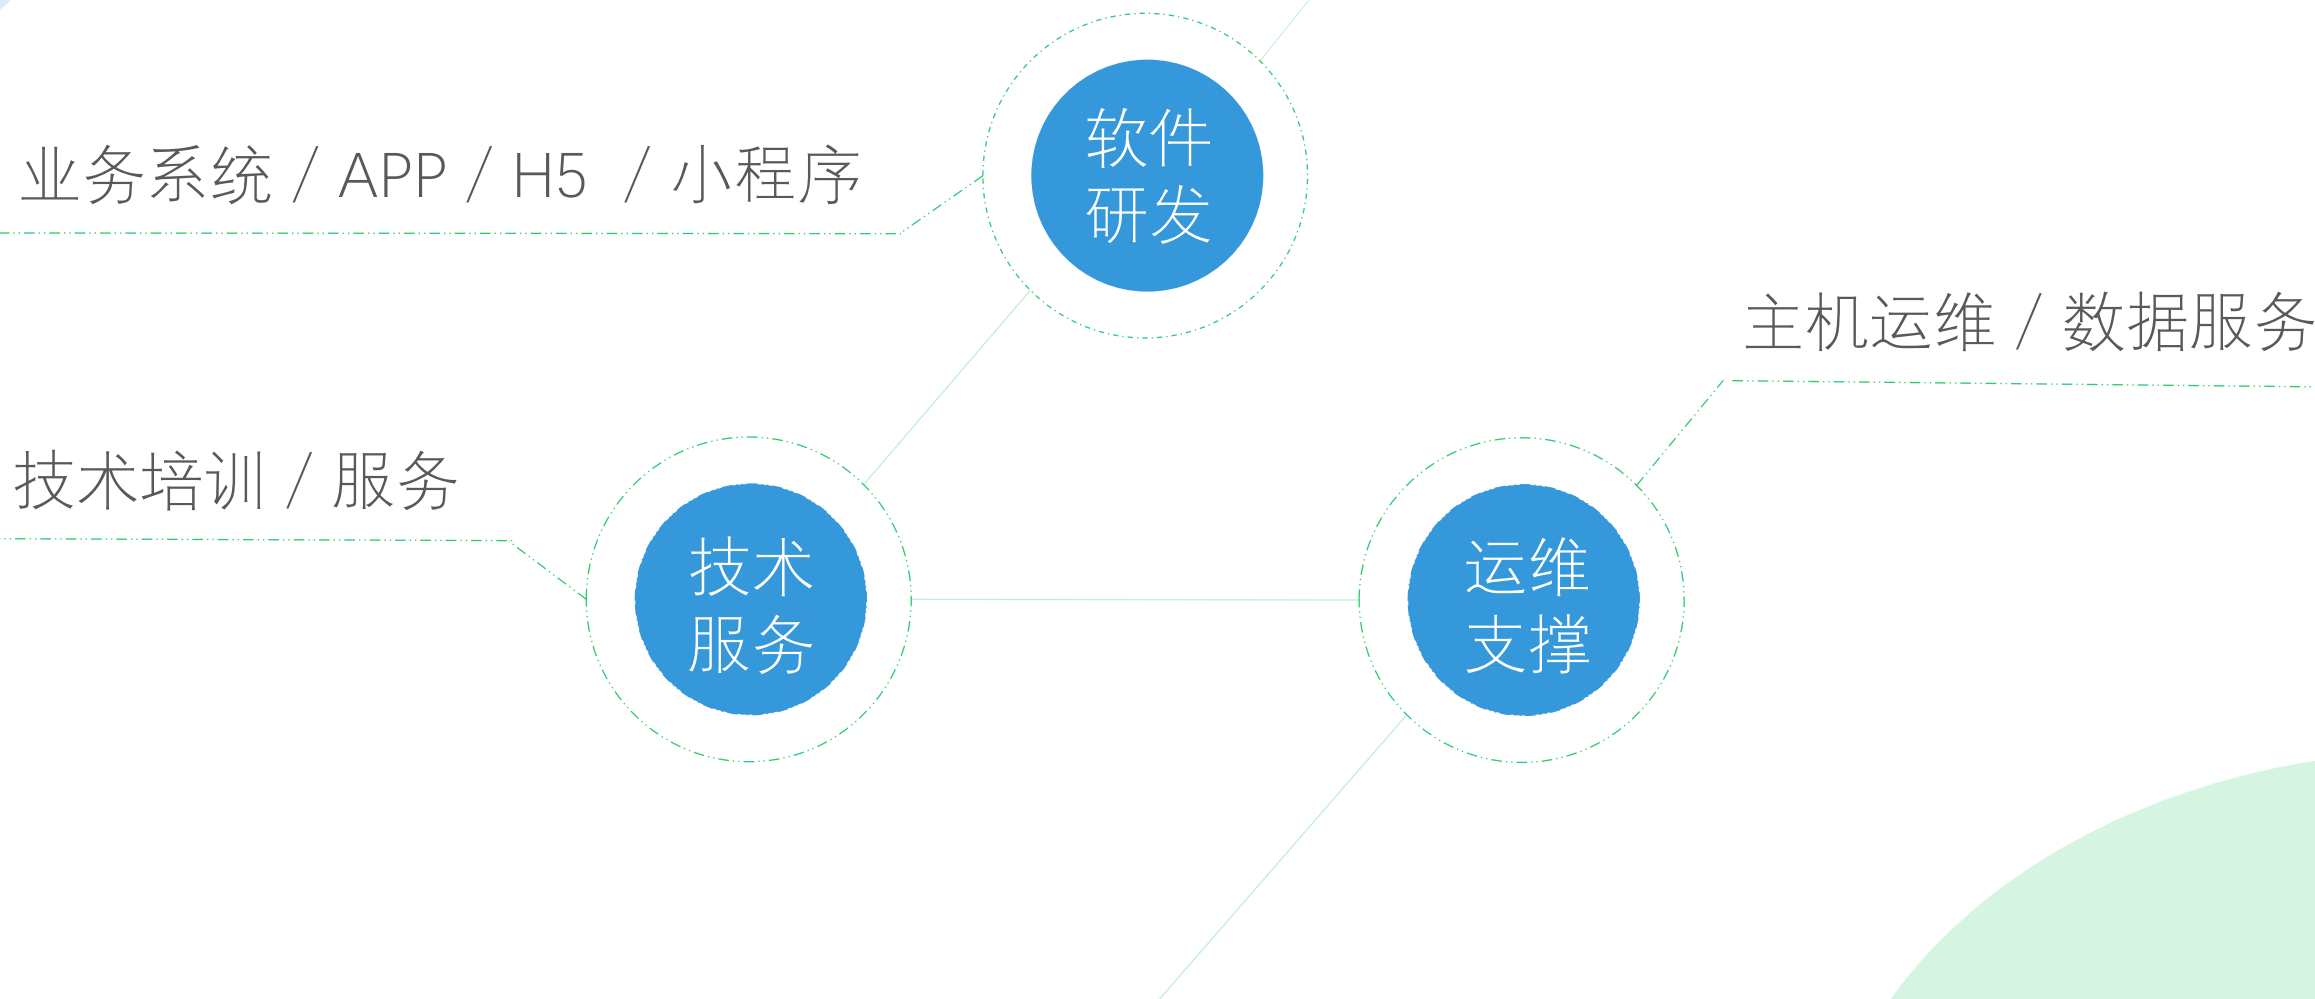 软件
研发
业务系统 / APP / H5 / 小程序
主机运维 / 数据服务
技术培训 / 服务
技术
服务
运维
支撑